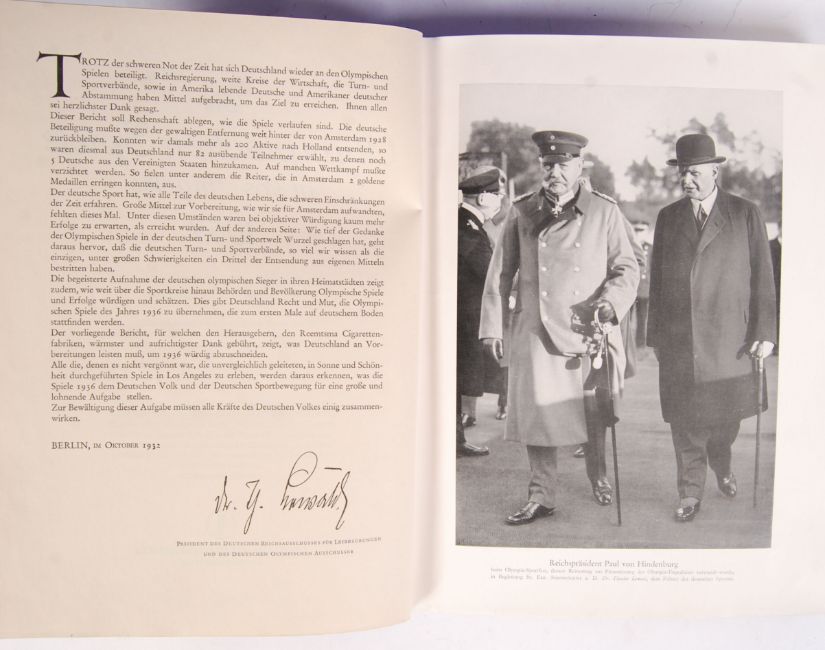 TROTZ der schweren Not der Zeit hat sich Deutschland wieder an den Olympischen
Spielen beteiligt. Reichsregierung, weite Kreise der Wirtschaft, die Turn- und
Sportverbände, sowie in Amerika lebende Deutsche und Amerikaner deutscher
Abstammung haben Mittel aufgebracht, um das Ziel zu erreichen. Ihnen allen
sei herzlichster Dank gesagt.
Dieser Bericht soll Rechenschaft ablegen, wie die Spiele verlaufen sind. Die deutsche
Beteiligung mußte wegen der gewaltigen Entfernung weit hinter der von Amsterdam 1928
zurückbleiben. Konnten wir damals mehr als 200 Aktive nach Holland entsenden, so
waren diesmal aus Deutschland nur 82 ausübende Teilnehmer erwählt, zu denen noch
5 Deutsche aus den Vereinigten Staaten hinzukamen. Auf manchen Wettkampf mußte
verzichtet werden. So fielen unter anderem die Reiter, die in Amsterdam 2 goldene
Medaillen erringen konnten, aus.
Der deutsche Sport hat, wie alle Teile des deutschen Lebens, die schweren Einschränkungen
der Zeit erfahren. Große Mittel zur Vorbereitung, wie wir sie für Amsterdam aufwandten,
fehlten dieses Mal. Unter diesen Umständen waren bei objektiver Würdigung kaum mehr
Erfolge zu erwarten, als erreicht wurden. Auf der anderen Seite: Wie tief der Gedanke
der Olympischen Spiele in der deutschen Turn- und Sportwelt Wurzel geschlagen hat, geht
daraus hervor, daß die deutschen Turn- und Sportverbände, so viel wir wissen als die
einzigen, unter großen Schwierigkeiten ein Drittel der Entsendung aus eigenen Mitteln
bestritten haben.
Die begeisterte Aufnahme der deutschen olympischen Sieger in ihren Heimatstädten zeigt
zudem, wie weit über die Sportkreise hinaus Behörden und Bevölkerung Olympische Spiele
und Erfolge würdigen und schätzen. Dies gibt Deutschland Recht und Mut, die Olympi-
schen Spiele des Jahres 1936 zu übernehmen, die zum ersten Male auf deutschem Boden
stattfinden werden.
Der vorliegende Bericht, für welchen den Herausgebern, den Reemtsma Cigaretten-
fabriken, wärmster und aufrichtigster Dank gebührt, zeigt, was Deutschland an Vor-
bereitungen leisten muß, um 1936 würdig abzuschneiden.
Alle die, denen es nicht vergönnt war, die unvergleichlich geleiteten, in Sonne und Schön-
heit durchgeführten Spiele in Los Angeles zu erleben, werden daraus erkennen, was die
Spiele 1936 dem Deutschen Volk und der Deutschen Sportbewegung für eine große und
lohnende Aufgabe stellen.
Zur Bewältigung dieser Aufgabe müssen alle Kräfte des Deutschen Volkes einig zusammen-
wirken.
BERLIN, IM OKTOBER 1932
Dr. Th. Lewald
PRÄSIDENT DES DEUTSCHEN REICHSAUSSCHUSSES FÜR LEIBESÜBUNGEN
UND DES DEUTSCHEN OLYMPISCHEN AUSSCHUSSES
Reichspräsident Paul von Hindenburg